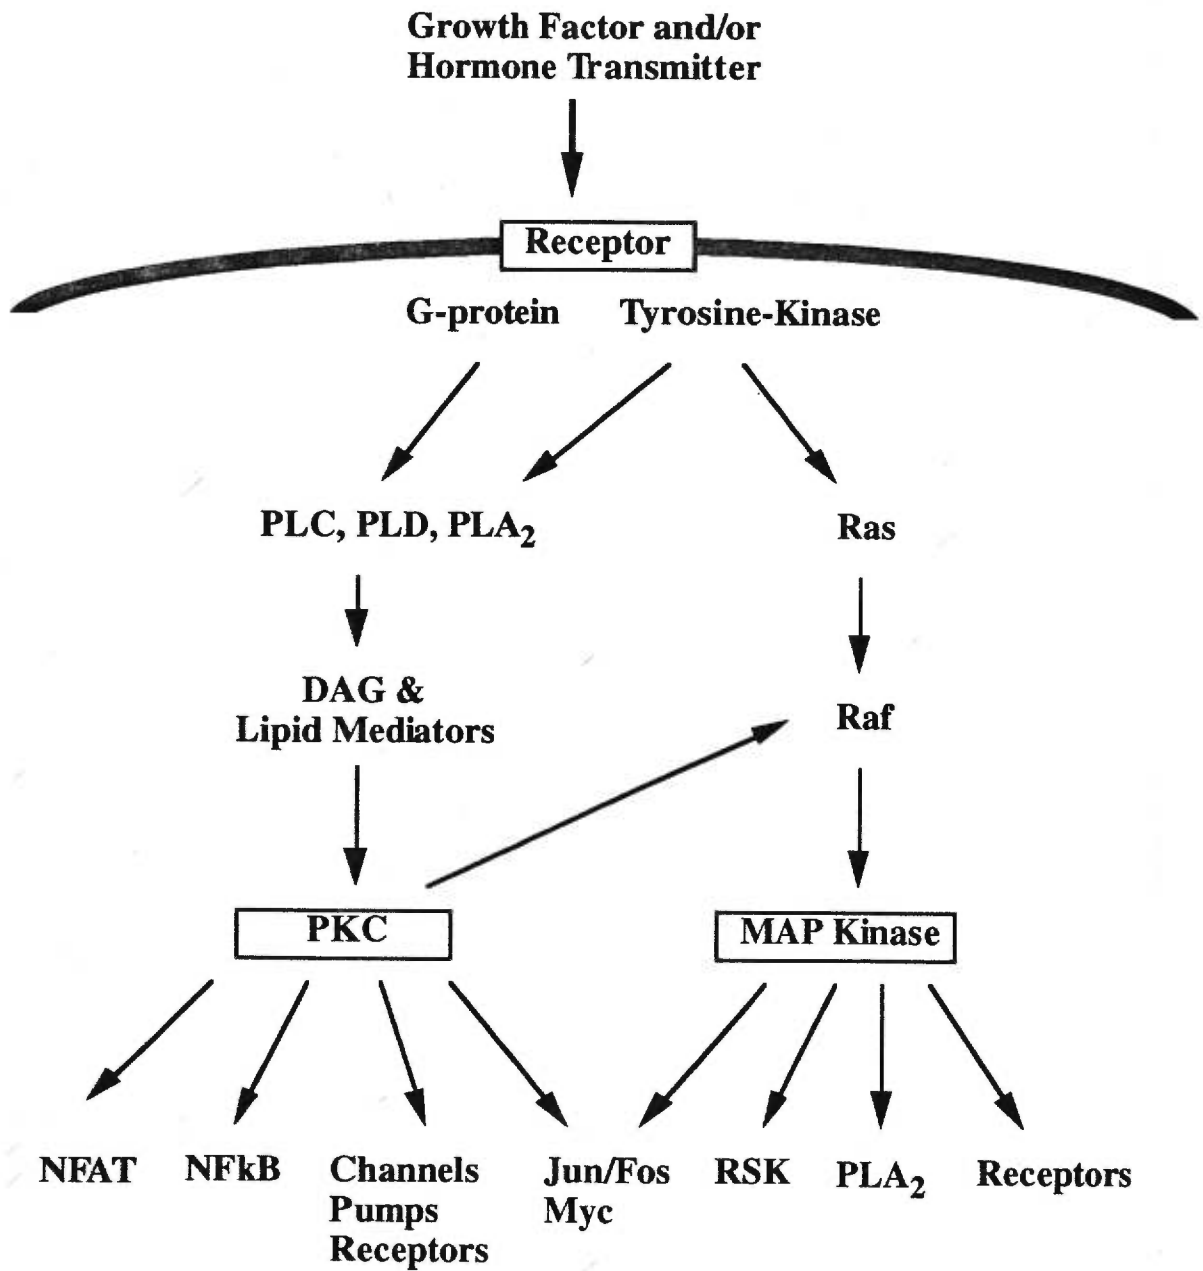 Growth Factor and/or
Hormone Transmitter
Receptor
G-protein Tyrosine-Kinase
PLC, PLD, PLA₂ Ras
DAG &
Lipid Mediators
Raf
PKC MAP Kinase
NFAT NFkB Channels Jun/Fos RSK PLA₂ Receptors
Pumps Myc
Receptors